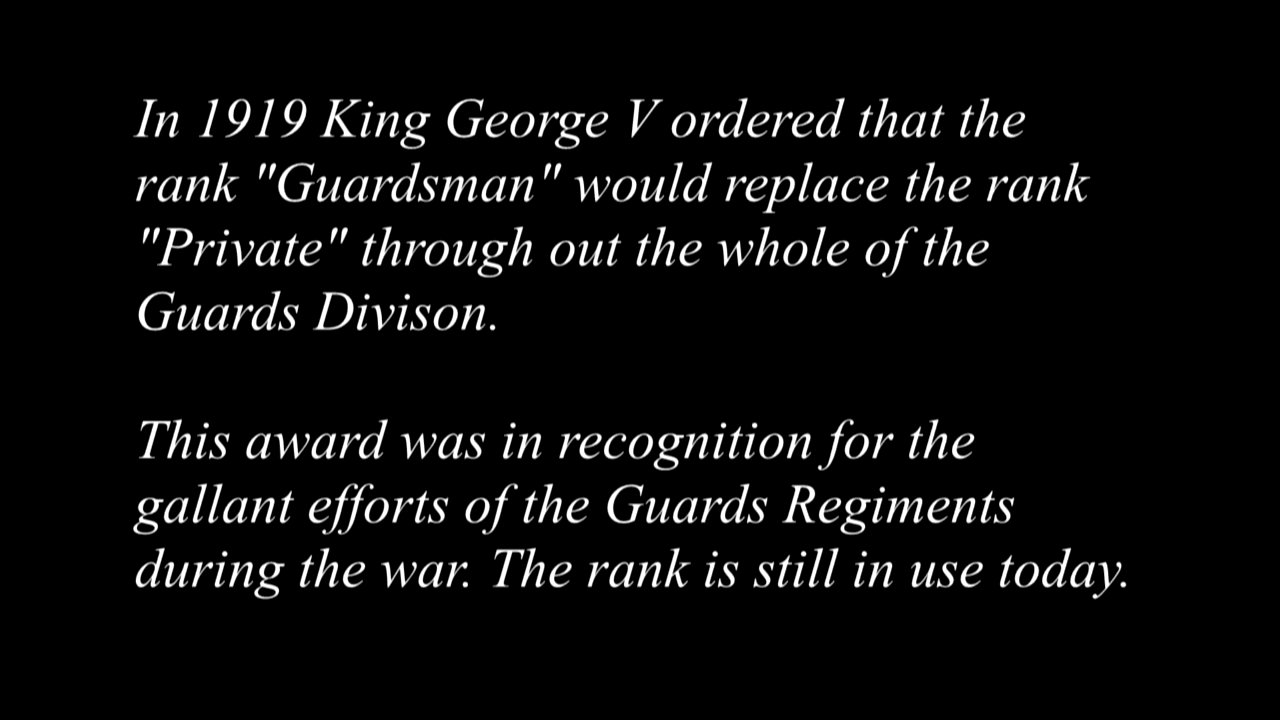 In 1919 King George V ordered that the
rank "Guardsman" would replace the rank
"Private" through out the whole of the
Guards Divison.
This award was in recognition for the
gallant efforts of the Guards Regiments
during the war. The rank is still in use today.